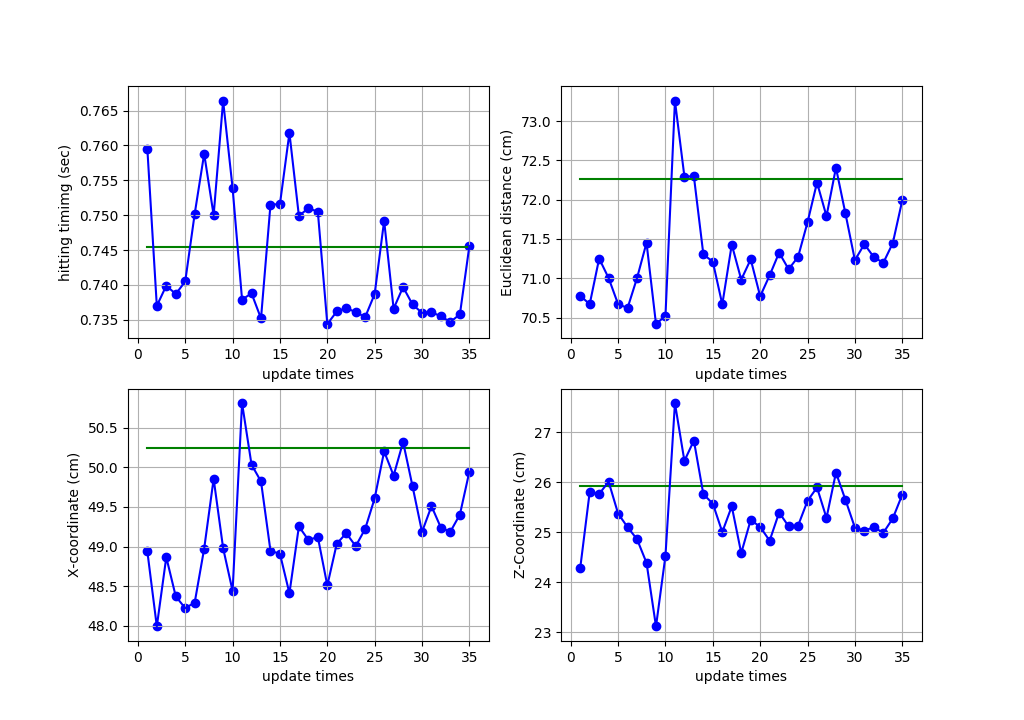 hitting timimg (sec)
0.765
0.760
0.755
0.750
0.745
0.740
0.735
0 5 10 15 20 25 30 35
update times
Euclidean distance (cm)
73.0
72.5
72.0
71.5
71.0
70.5
0 5 10 15 20 25 30 35
update times
X-coordinate (cm)
50.5
50.0
49.5
49.0
48.5
48.0
0 5 10 15 20 25 30 35
update times
Z-Coordinate (cm)
27
26
25
24
23
0 5 10 15 20 25 30 35
update times